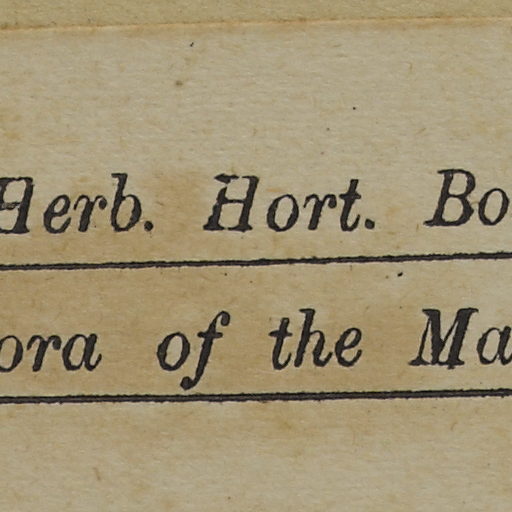 Herb. Hort. Bo
ora of the Ma